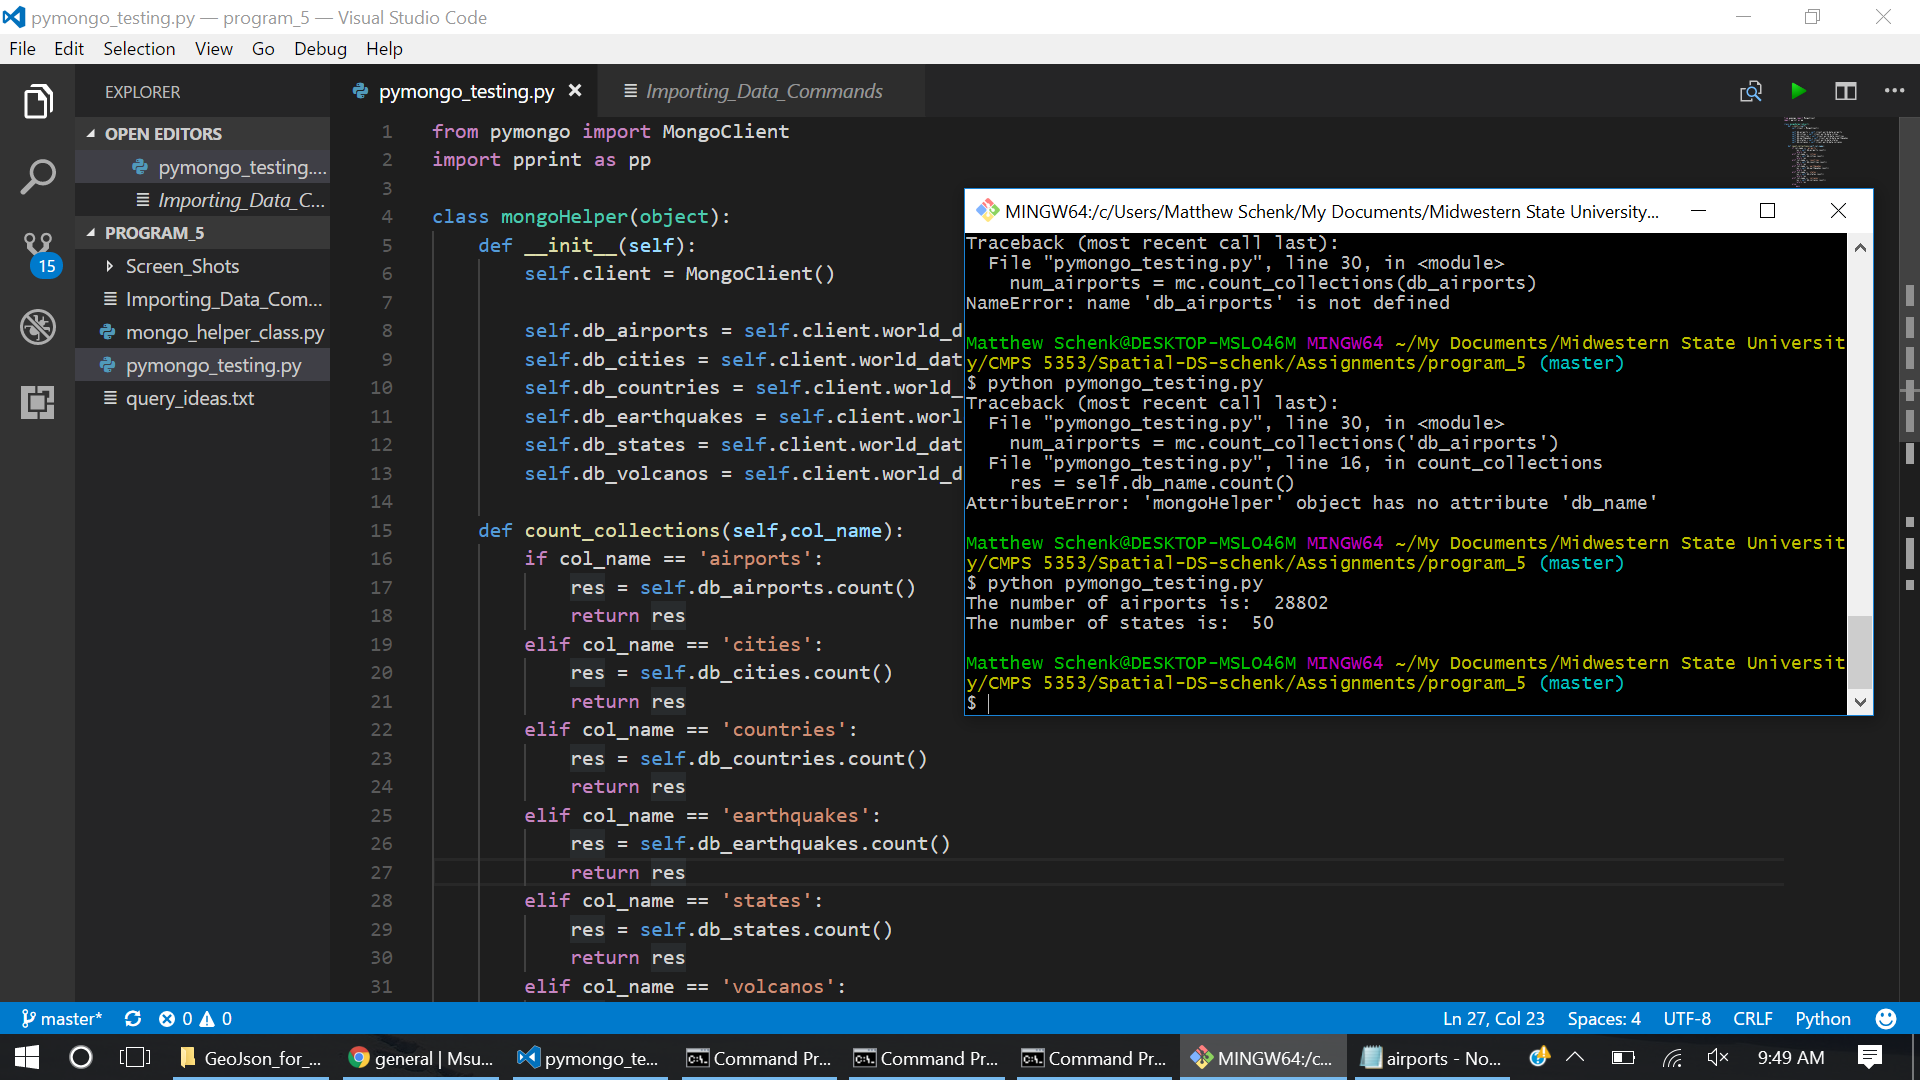 pymongo_testing.py — program_5 — Visual Studio Code
File Edit Selection View Go Debug Help
EXPLORER
OPEN EDITORS
pymongo_testing....
Importing_Data_C...
PROGRAM_5
Screen_Shots
Importing_Data_Com...
mongo_helper_class.py
pymongo_testing.py
query_ideas.txt
15
pymongo_testing.py
Importing_Data_Commands
1 from pymongo import MongoClient
2 import pprint as pp
3
4 class mongoHelper(object):
5 def __init__(self):
6 self.client = MongoClient()
7
8 self.db_airports = self.client.world_d
9 self.db_cities = self.client.world_dat
10 self.db_countries = self.client.world_
11 self.db_earthquakes = self.client.worl
12 self.db_states = self.client.world_dat
13 self.db_volcanos = self.client.world_d
14
15 def count_collections(self,col_name):
16 if col_name == 'airports':
17 res = self.db_airports.count()
18 return res
19 elif col_name == 'cities':
20 res = self.db_cities.count()
21 return res
22 elif col_name == 'countries':
23 res = self.db_countries.count()
24 return res
25 elif col_name == 'earthquakes':
26 res = self.db_earthquakes.count()
27 return res
28 elif col_name == 'states':
29 res = self.db_states.count()
30 return res
31 elif col_name == 'volcanos':
MINGW64:/c/Users/Matthew Schenk/My Documents/Midwestern State University...
Traceback (most recent call last):
File "pymongo_testing.py", line 30, in <module>
num_airports = mc.count_collections(db_airports)
NameError: name 'db_airports' is not defined
Matthew Schenk@DESKTOP-MSLO46M MINGW64 ~/My Documents/Midwestern State Universit
y/CMPS 5353/Spatial-DS-schenk/Assignments/program_5 (master)
$ python pymongo_testing.py
Traceback (most recent call last):
File "pymongo_testing.py", line 30, in <module>
num_airports = mc.count_collections('db_airports')
File "pymongo_testing.py", line 16, in count_collections
res = self.db_name.count()
AttributeError: 'mongoHelper' object has no attribute 'db_name'
Matthew Schenk@DESKTOP-MSLO46M MINGW64 ~/My Documents/Midwestern State Universit
y/CMPS 5353/Spatial-DS-schenk/Assignments/program_5 (master)
$ python pymongo_testing.py
The number of airports is:  28802
The number of states is:  50
Matthew Schenk@DESKTOP-MSLO46M MINGW64 ~/My Documents/Midwestern State Universit
y/CMPS 5353/Spatial-DS-schenk/Assignments/program_5 (master)
$
master* 0 0 Ln 27, Col 23 Spaces: 4 UTF-8 CRLF Python
GeoJson_for_... general | Msu... pymongo_te... Command Pr... Command Pr... Command Pr... MINGW64:/c... airports - No... 9:49 AM